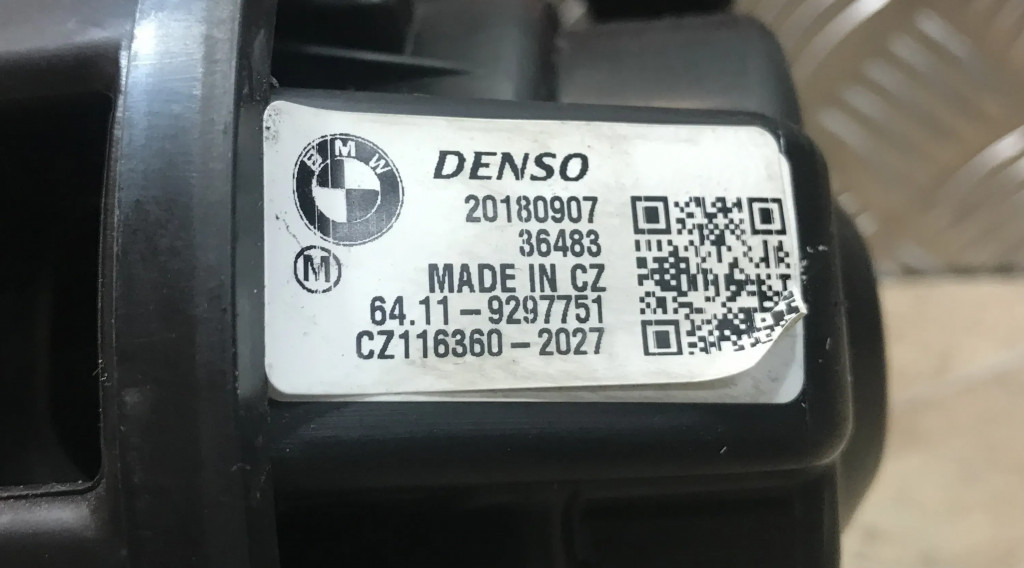 BMW
DENSO
20180907
36483
M
MADE IN CZ
64.11-9297751
CZ116360-2027